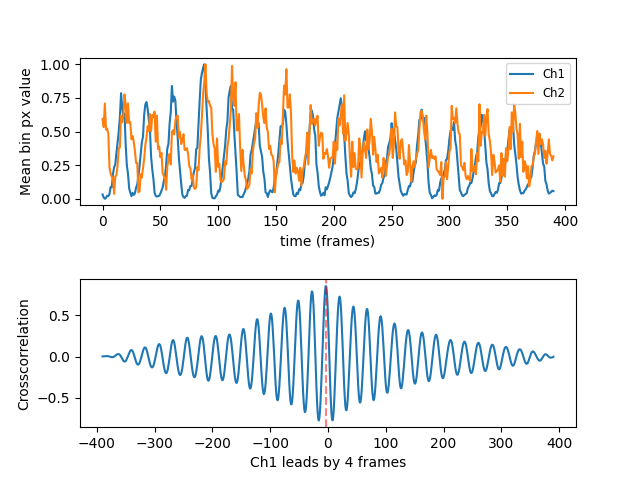 1.00
0.75
0.50
0.25
0.00
Mean bin px value
Ch1
Ch2
0 50 100 150 200 250 300 350 400
time (frames)
0.5
0.0
−0.5
Crosscorrelation
−400 −300 −200 −100 0 100 200 300 400
Ch1 leads by 4 frames